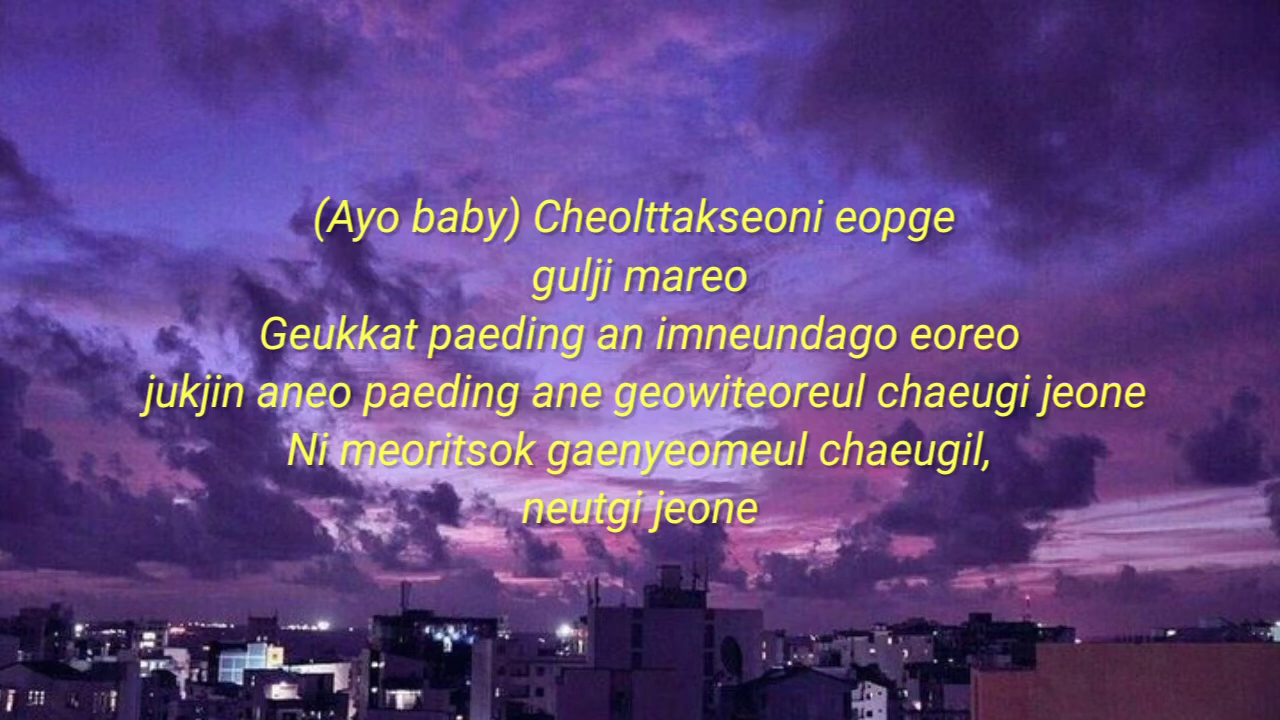 (Ayo baby) Cheolttakseoni eopge
gulji mareo
Geukkat paeding an imneundago eoreo
jukjin aneo paeding ane geowiteoreul chaeugi jeone
Ni meoritsok gaenyeomeul chaeugil,
neutgi jeone